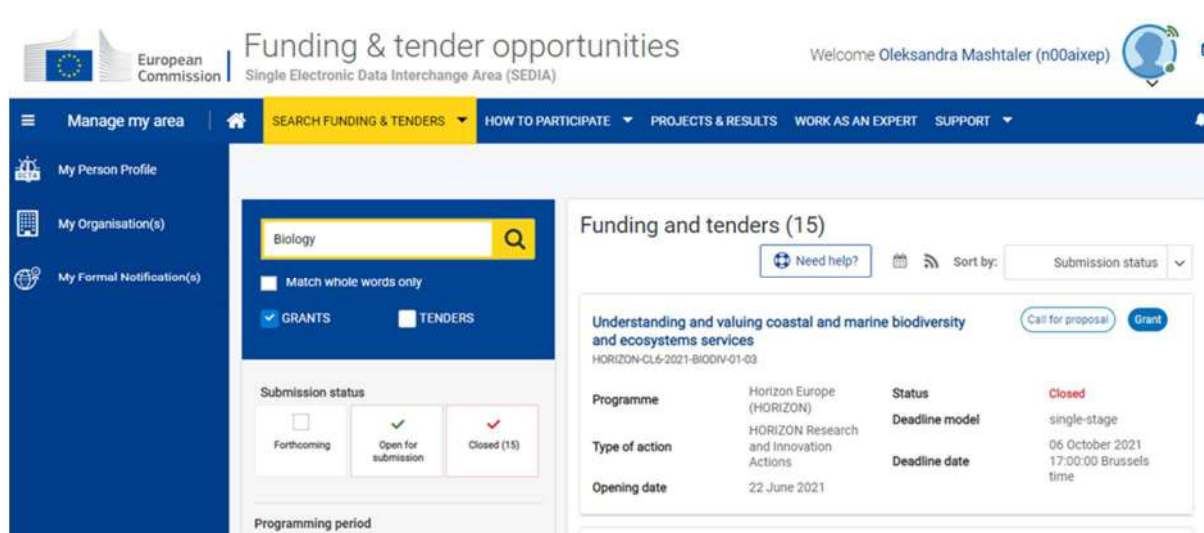 European
Commission
Funding & tender opportunities
Single Electronic Data Interchange Area (SEDIA)
Welcome Oleksandra Mashtaler (n00aixep)
Manage my area
SEARCH FUNDING & TENDERS
HOW TO PARTICIPATE
PROJECTS & RESULTS
WORK AS AN EXPERT
SUPPORT
My Person Profile
My Organisation(s)
My Formal Notification(s)
Biology
Match whole words only
GRANTS
TENDERS
Submission status
Forthcoming
Open for
submission
Closed (15)
Programming period
Funding and tenders (15)
Need help?
Sort by:
Submission status
Understanding and valuing coastal and marine biodiversity
and ecosystems services
Call for proposal
Grant
HORIZON-CL6-2021-BIODIV-01-03
Programme
Horizon Europe
(HORIZON)
Type of action
HORIZON Research
and Innovation
Actions
Opening date
22 June 2021
Status
Closed
Deadline model
single-stage
Deadline date
06 October 2021
17:00:00 Brussels
time